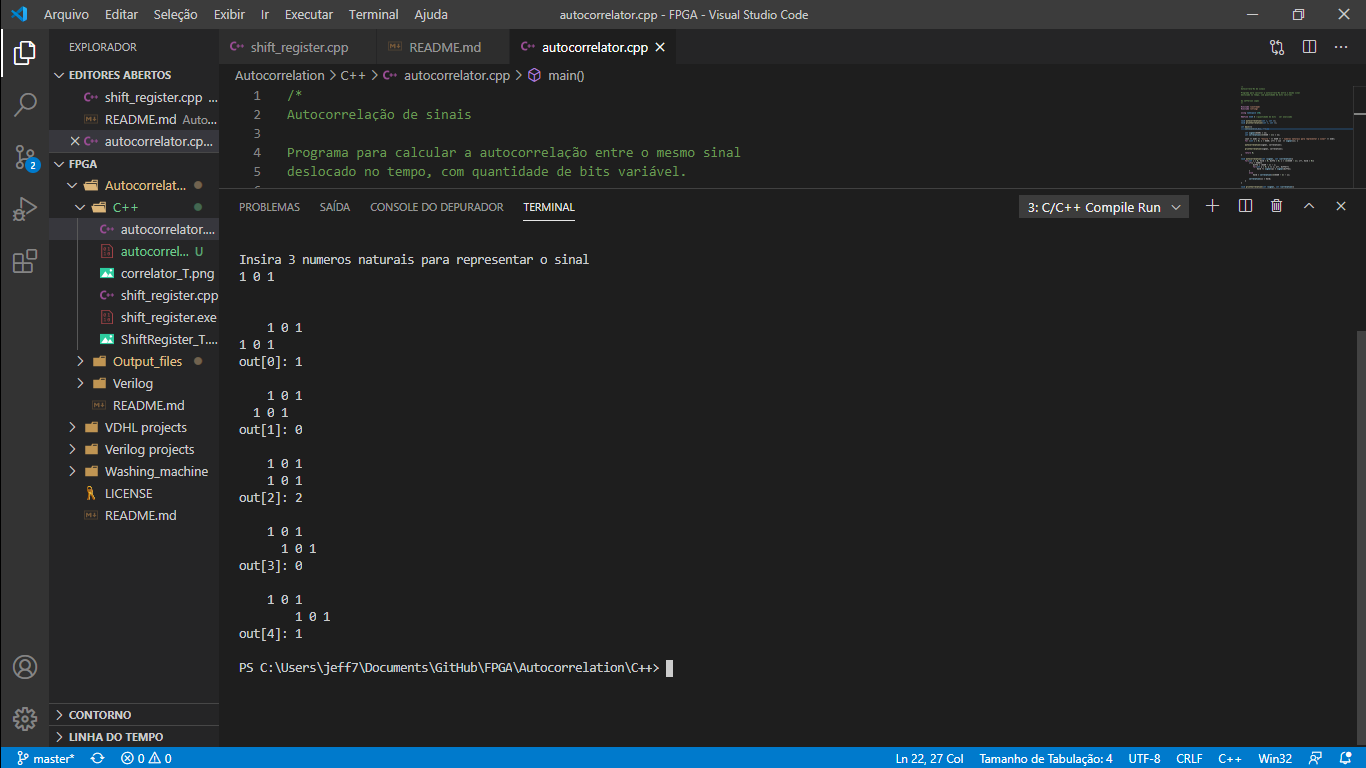 Arquivo Editar Seleção Exibir Ir Executar Terminal Ajuda
autocorrelator.cpp - FPGA - Visual Studio Code
EXPLORADOR
EDITORES ABERTOS
shift_register.cpp ...
README.md Auto...
autocorrelator.cp...
FPGA
Autocorrelat...
C++
autocorrelator....
autocorrel... U
correlator_T.png
shift_register.cpp
shift_register.exe
ShiftRegister_T....
Output_files
Verilog
README.md
VDHL projects
Verilog projects
Washing_machine
LICENSE
README.md
CONTORNO
LINHA DO TEMPO
2
shift_register.cpp
README.md
autocorrelator.cpp
Autocorrelation > C++ > autocorrelator.cpp > main()
1 /*
2 Autocorrelação de sinais
3
4 Programa para calcular a autocorrelação entre o mesmo sinal
5 deslocado no tempo, com quantidade de bits variável.
PROBLEMAS SAÍDA CONSOLE DO DEPURADOR TERMINAL
3: C/C++ Compile Run
Insira 3 numeros naturais para representar o sinal
1 0 1
1 0 1
1 0 1
out[0]: 1
1 0 1
1 0 1
out[1]: 0
1 0 1
1 0 1
out[2]: 2
1 0 1
1 0 1
out[3]: 0
1 0 1
1 0 1
out[4]: 1
PS C:\Users\jeff7\Documents\GitHub\FPGA\Autocorrelation\C++>
master* 0 0
Ln 22, 27 Col Tamanho de Tabulação: 4 UTF-8 CRLF C++ Win32